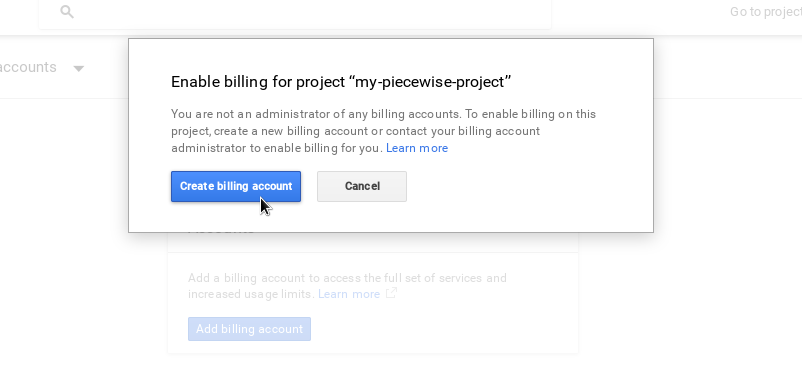 Go to project
accounts
Enable billing for project “my-piecewise-project”
You are not an administrator of any billing accounts. To enable billing on this
project, create a new billing account or contact your billing account
administrator to enable billing for you. Learn more
Create billing account
Cancel
Add a billing account to access the full set of services and
increased usage limits. Learn more
Add billing account